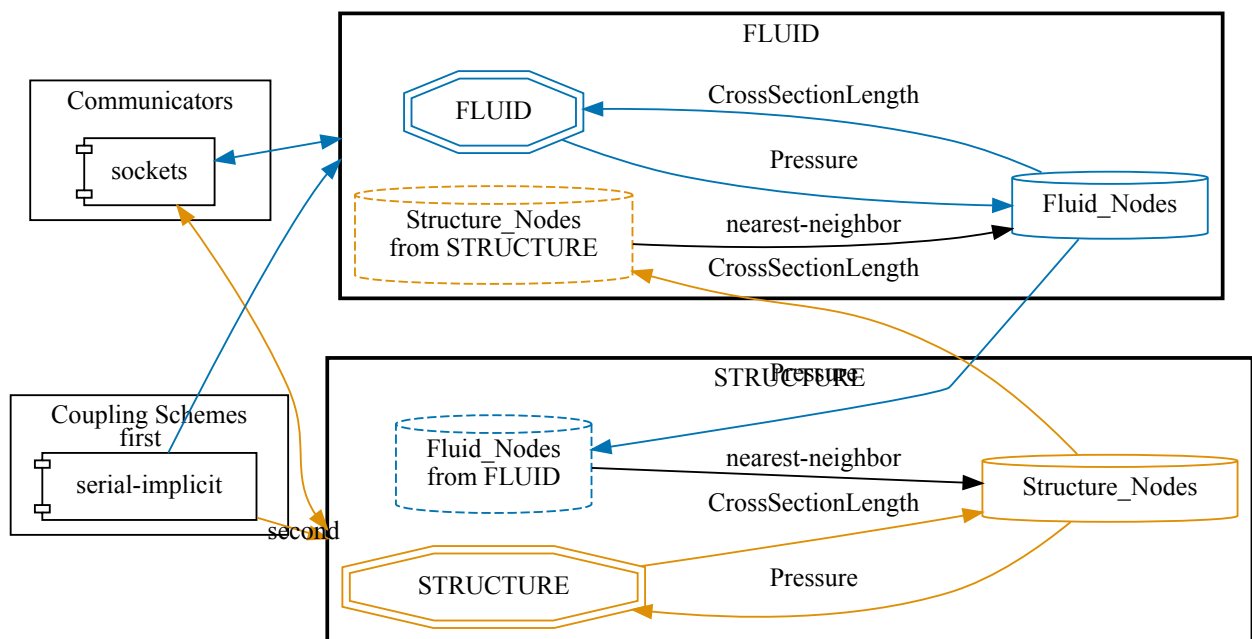 FLUID
Communicators
CrossSectionLength
FLUID
Pressure
sockets
Fluid_Nodes
Structure_Nodes
from STRUCTURE
nearest-neighbor
CrossSectionLength
Pressure
STRUCTURE
Coupling Schemes
first
Fluid_Nodes
from FLUID
nearest-neighbor
serial-implicit
Structure_Nodes
CrossSectionLength
second
STRUCTURE
Pressure